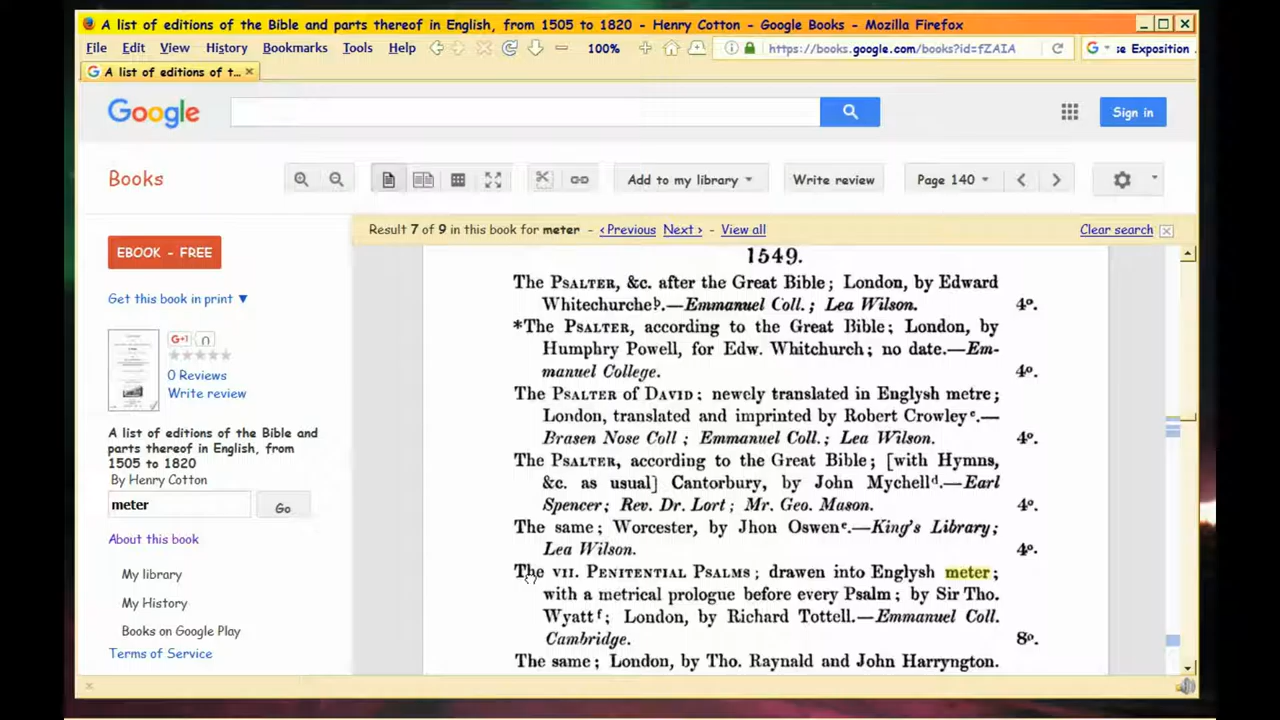 A list of editions of the Bible and parts thereof in English, from 1505 to 1820 - Henry Cotton - Google Books - Mozilla Firefox
File Edit View History Bookmarks Tools Help 100% https://books.google.com/books?id=fZAIA G se Exposition
G A list of editions of t...
Google Sign in
Books Add to my library Write review Page 140
Result 7 of 9 in this book for meter - ‹Previous Next› - View all Clear search
EBOOK - FREE
Get this book in print ▼
G+1
0 Reviews
Write review
A list of editions of the Bible and
parts thereof in English, from
1505 to 1820
By Henry Cotton
meter Go
About this book
My library
My History
Books on Google Play
Terms of Service
1549.
The PSALTER, &c. after the Great Bible; London, by Edward
Whitechurcheᵇ.—Emmanuel Coll.; Lea Wilson. 4º.
*The PSALTER, according to the Great Bible; London, by
Humphry Powell, for Edw. Whitchurch; no date.—Em-
manuel College. 4º.
The PSALTER of DAVID; newly translated in Englysh metre;
London, translated and imprinted by Robert Crowleyᶜ.—
Brasen Nose Coll; Emmanuel Coll.; Lea Wilson. 4º.
The PSALTER, according to the Great Bible; [with Hymns,
&c. as usual] Cantorbury, by John Mychellᵈ.—Earl
Spencer; Rev. Dr. Lort; Mr. Geo. Mason. 4º.
The same; Worcester, by Jhon Oswenᵉ.—King's Library;
Lea Wilson. 4º.
The VII. PENITENTIAL PSALMS; drawen into Englysh meter;
with a metrical prologue before every Psalm; by Sir Tho.
Wyattᶠ; London, by Richard Tottell.—Emmanuel Coll.
Cambridge. 8º.
The same; London, by Tho. Raynald and John Harryngton.